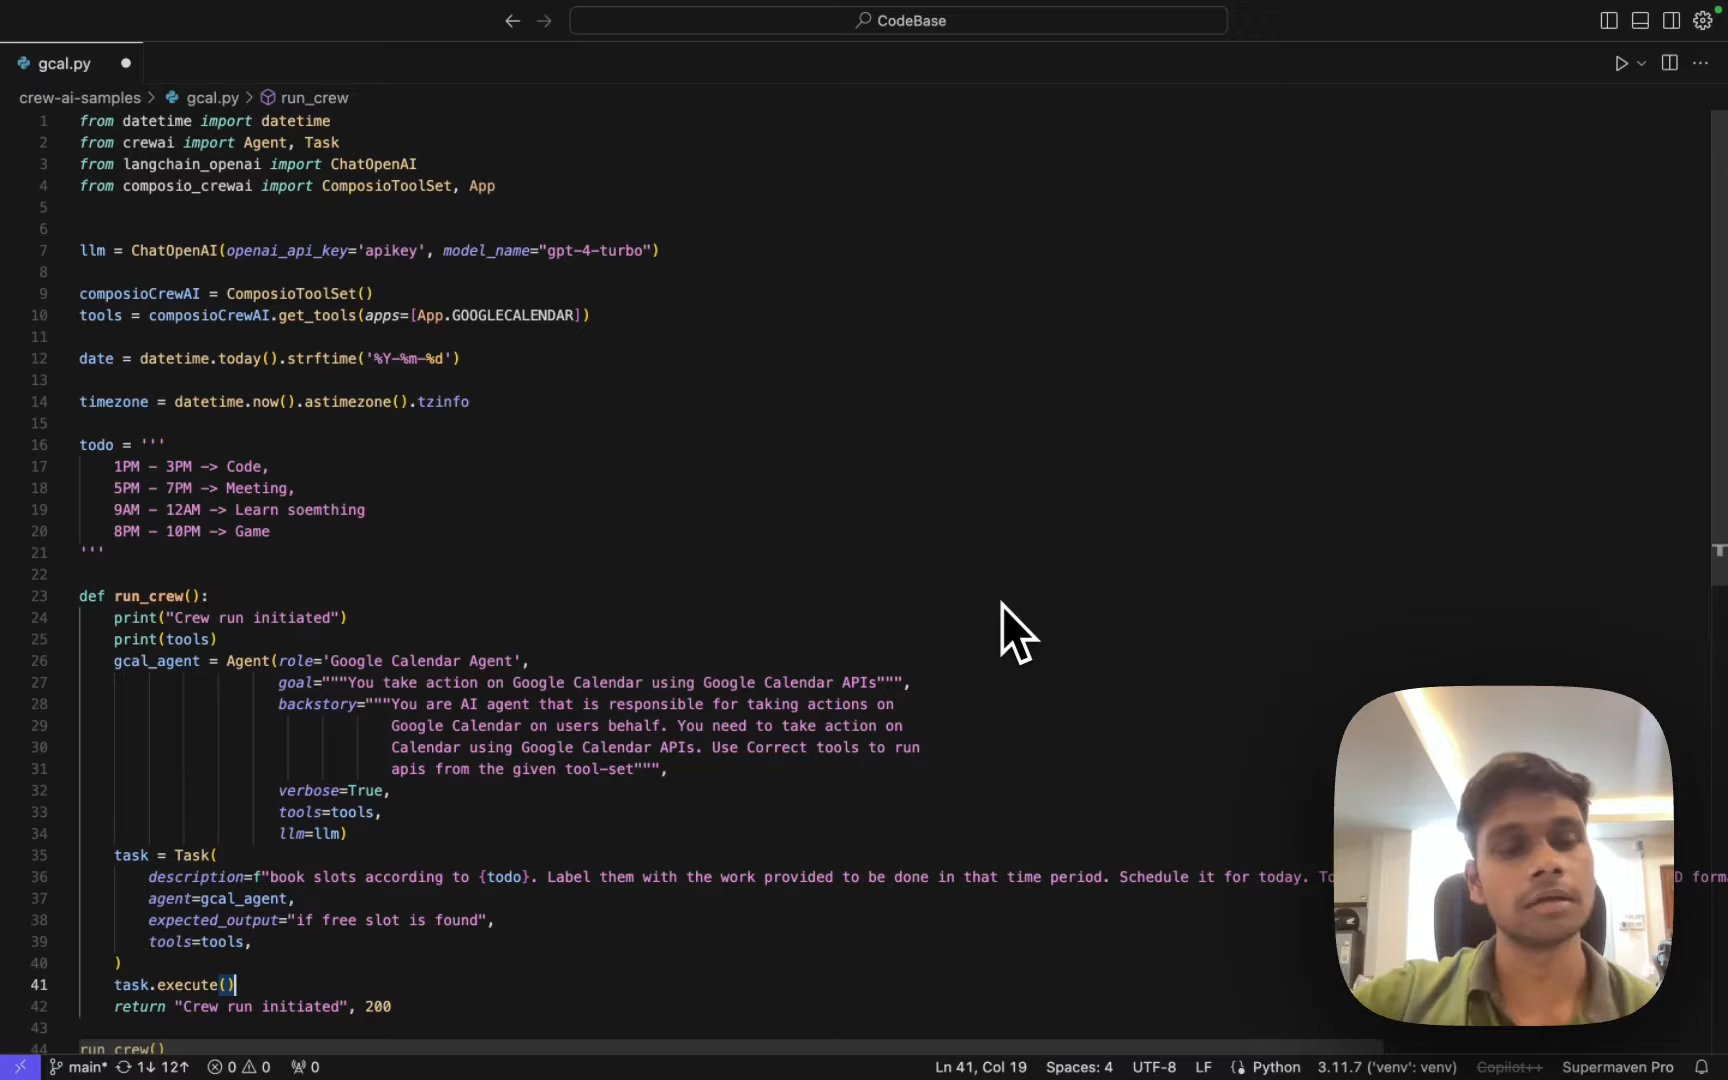 CodeBase
gcal.py
crew-ai-samples > gcal.py > run_crew
1 from datetime import datetime
2 from crewai import Agent, Task
3 from langchain_openai import ChatOpenAI
4 from composio_crewai import ComposioToolSet, App
5
6
7 llm = ChatOpenAI(openai_api_key='apikey', model_name="gpt-4-turbo")
8
9 composioCrewAI = ComposioToolSet()
10 tools = composioCrewAI.get_tools(apps=[App.GOOGLECALENDAR])
11
12 date = datetime.today().strftime('%Y-%m-%d')
13
14 timezone = datetime.now().astimezone().tzinfo
15
16 todo = '''
17 1PM - 3PM -> Code,
18 5PM - 7PM -> Meeting,
19 9AM - 12AM -> Learn soemthing
20 8PM - 10PM -> Game
21 '''
22
23 def run_crew():
24 print("Crew run initiated")
25 print(tools)
26 gcal_agent = Agent(role='Google Calendar Agent',
27 goal="""You take action on Google Calendar using Google Calendar APIs""",
28 backstory="""You are AI agent that is responsible for taking actions on
29 Google Calendar on users behalf. You need to take action on
30 Calendar using Google Calendar APIs. Use Correct tools to run
31 apis from the given tool-set""",
32 verbose=True,
33 tools=tools,
34 llm=llm)
35 task = Task(
36 description=f"book slots according to {todo}. Label them with the work provided to be done in that time period. Schedule it for today. To D forma
37 agent=gcal_agent,
38 expected_output="if free slot is found",
39 tools=tools,
40 )
41 task.execute()
42 return "Crew run initiated", 200
43
44 run_crew()
main* 1↓ 12↑ 0 0 0 Ln 41, Col 19 Spaces: 4 UTF-8 LF Python 3.11.7 ('venv': venv) Copilot++ Supermaven Pro